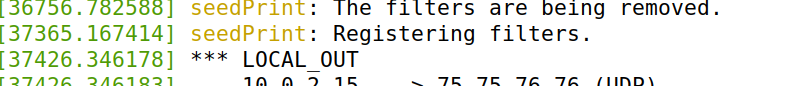 [36756.782588] seedPrint: The filters are being removed.
[37365.167414] seedPrint: Registering filters.
[37426.346178] *** LOCAL_OUT
[37426.346183]     10.0.2.15  --> 75.75.76.76 (UDP)